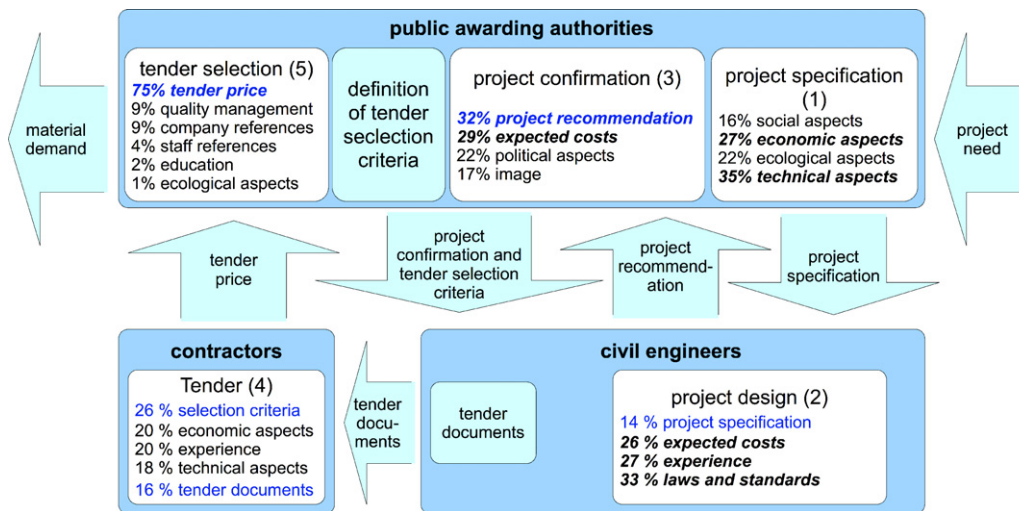 public awarding authorities
tender selection (5)
75% tender price
9% quality management
9% company references
4% staff references
2% education
1% ecological aspects
definition
of tender
seclection
criteria
project confirmation (3)
32% project recommendation
29% expected costs
22% political aspects
17% image
project specification
(1)
16% social aspects
27% economic aspects
22% ecological aspects
35% technical aspects
material
demand
project
need
tender
price
project
confirmation and
tender selection
criteria
project
recommend-
ation
project
specification
contractors
Tender (4)
26 % selection criteria
20 % economic aspects
20 % experience
18 % technical aspects
16 % tender documents
tender
docu-
ments
civil engineers
tender
documents
project design (2)
14 % project specification
26 % expected costs
27 % experience
33 % laws and standards